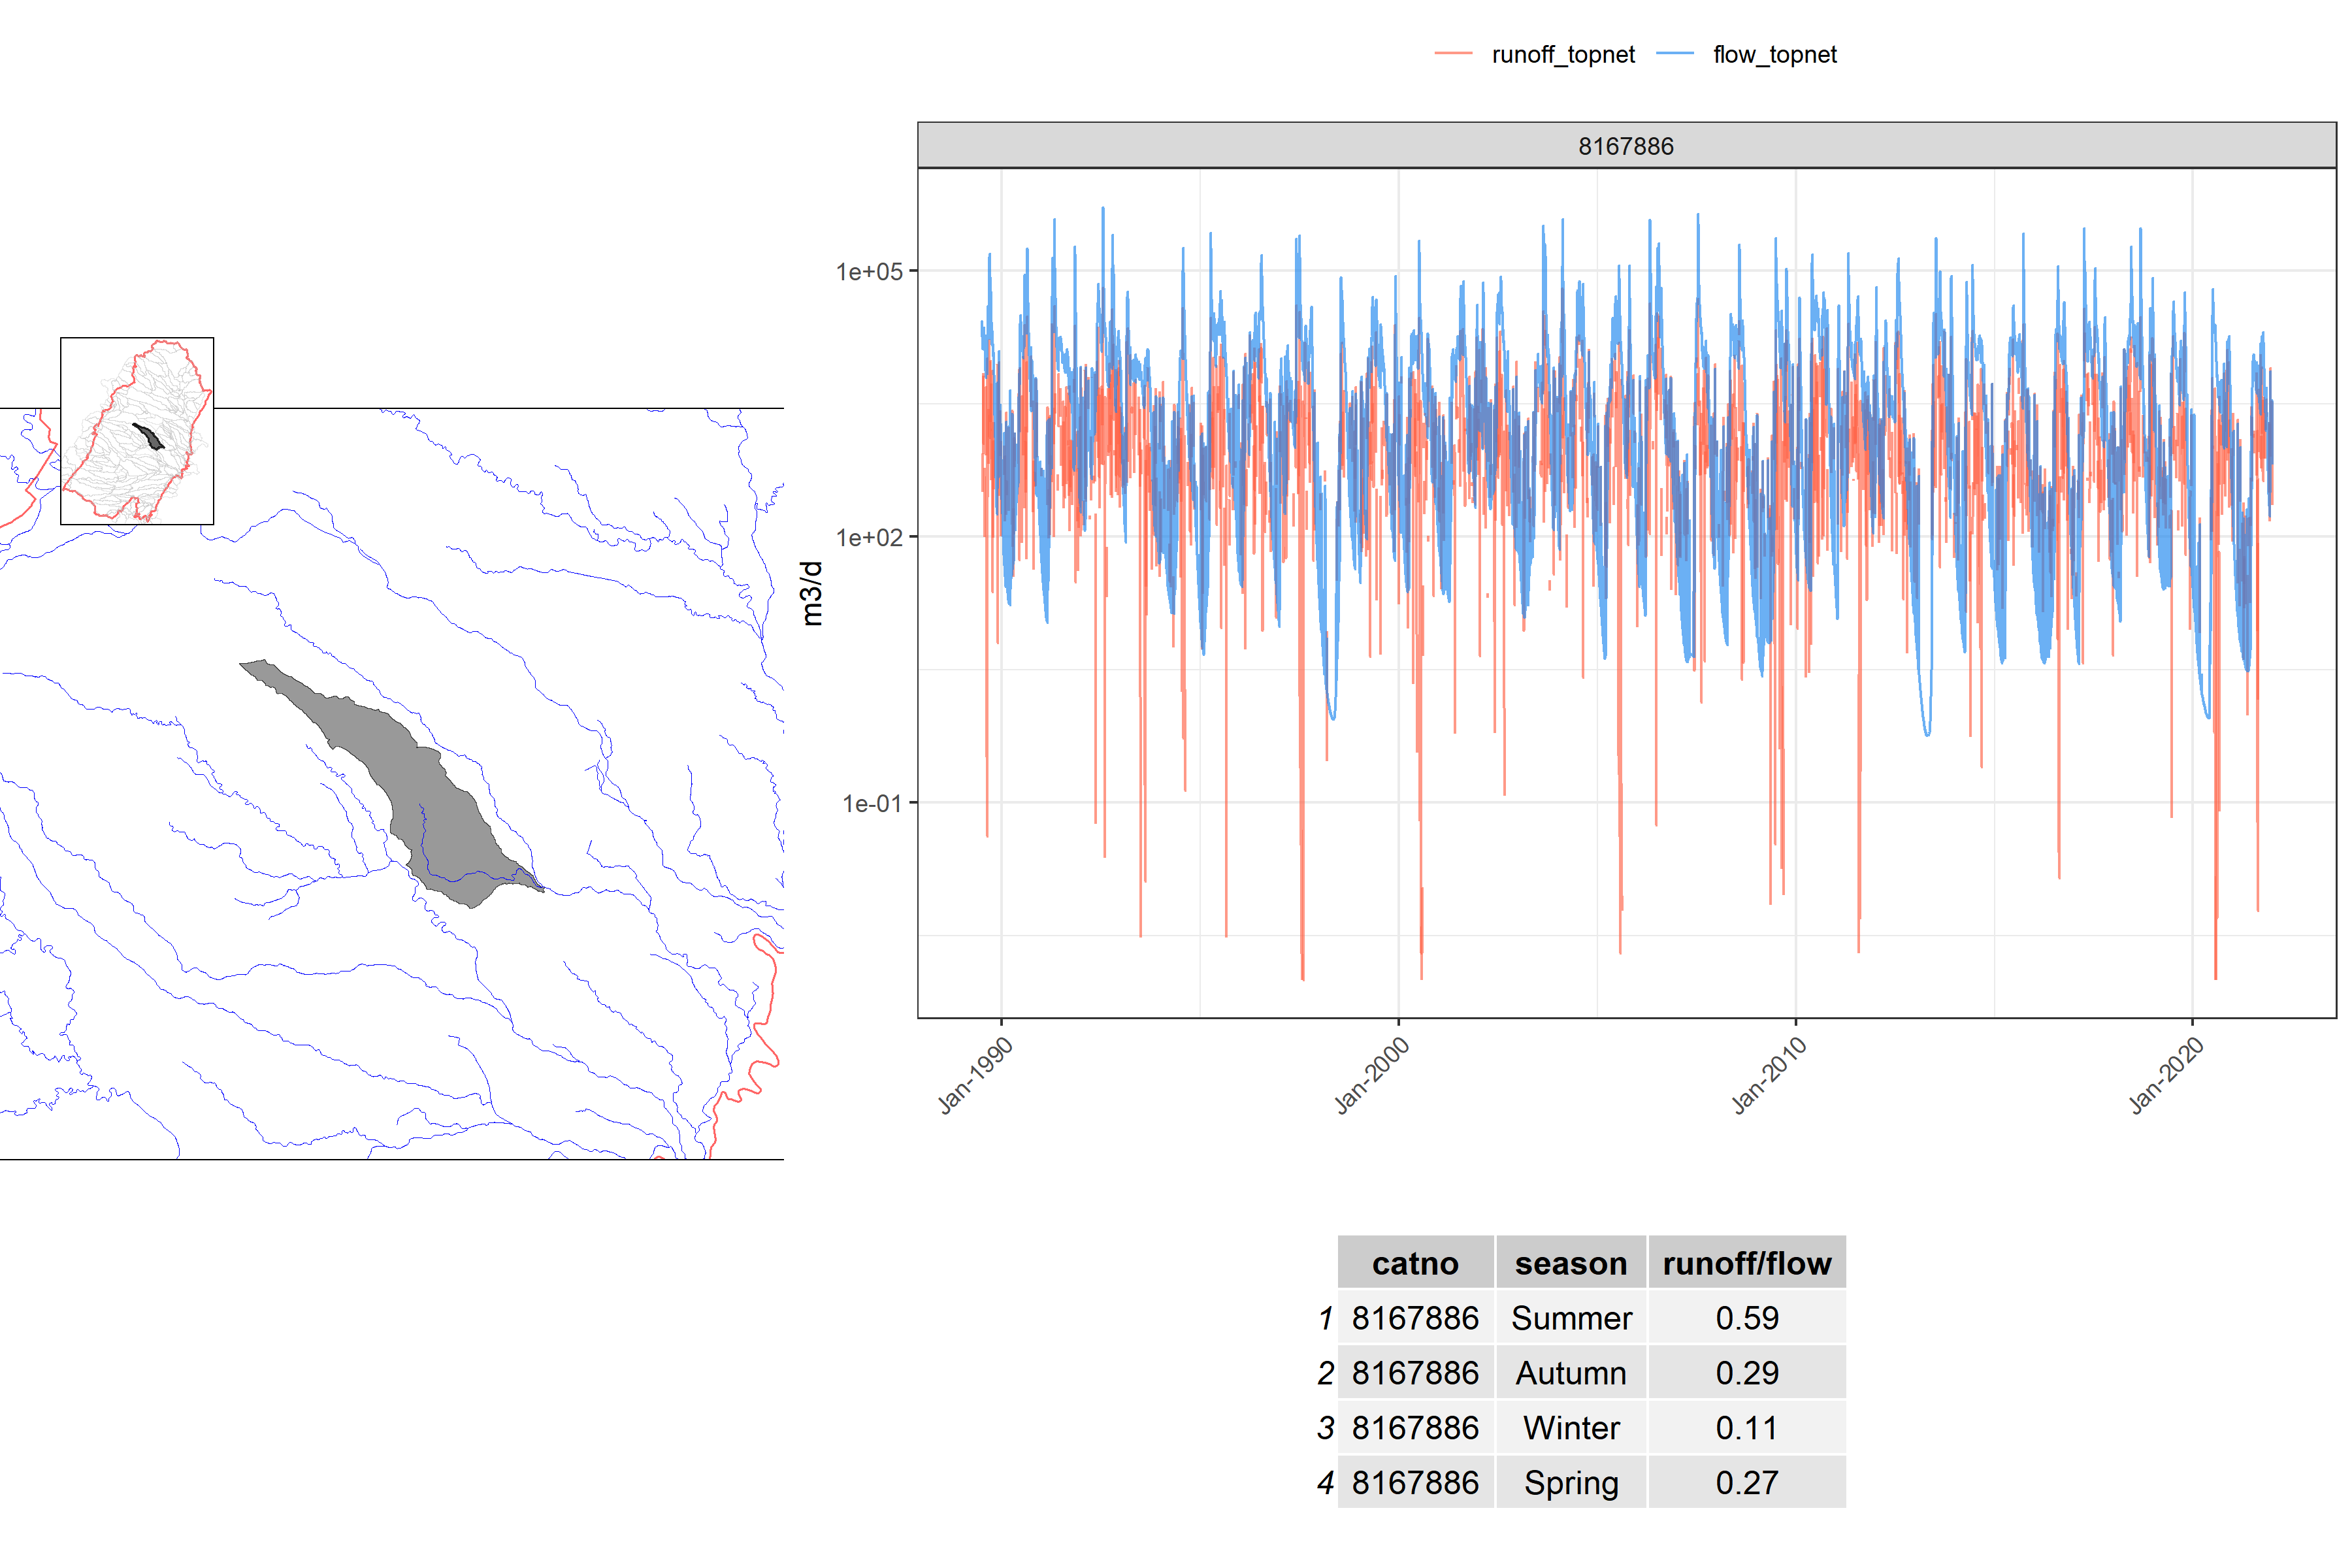 runoff_topnet flow_topnet
8167886
1e+05
1e+02
1e-01
m3/d
Jan-1990 Jan-2000 Jan-2010 Jan-2020
catno season runoff/flow
1 8167886 Summer 0.59
2 8167886 Autumn 0.29
3 8167886 Winter 0.11
4 8167886 Spring 0.27